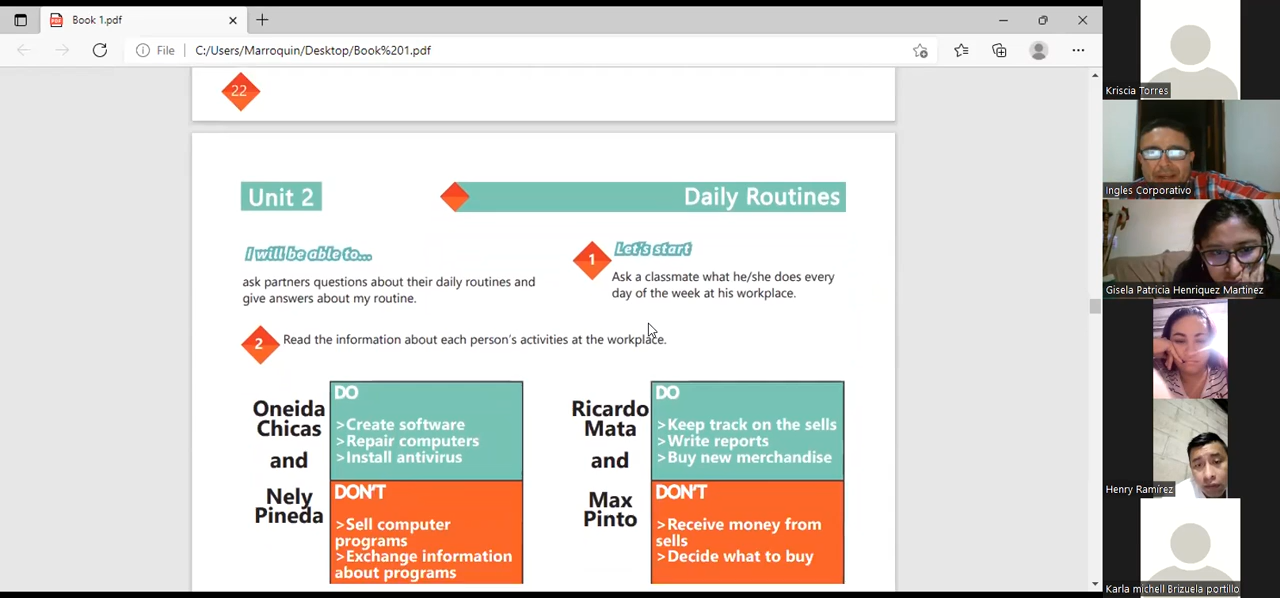 Book 1.pdf
File
C:/Users/Marroquin/Desktop/Book%201.pdf
22
Unit 2
Daily Routines
I will be able to...
ask partners questions about their daily routines and
give answers about my routine.
1
Let's start
Ask a classmate what he/she does every
day of the week at his workplace.
2
Read the information about each person's activities at the workplace.
Oneida
Chicas
and
Nely
Pineda
DO
>Create software
>Repair computers
>Install antivirus
DON'T
>Sell computer
programs
>Exchange information
about programs
Ricardo
Mata
and
Max
Pinto
DO
>Keep track on the sells
>Write reports
>Buy new merchandise
DON'T
>Receive money from
sells
>Decide what to buy
Kriscia Torres
Ingles Corporativo
Gisela Patricia Henriquez Martinez
Henry Ramírez
Karla michell Brizuela portillo